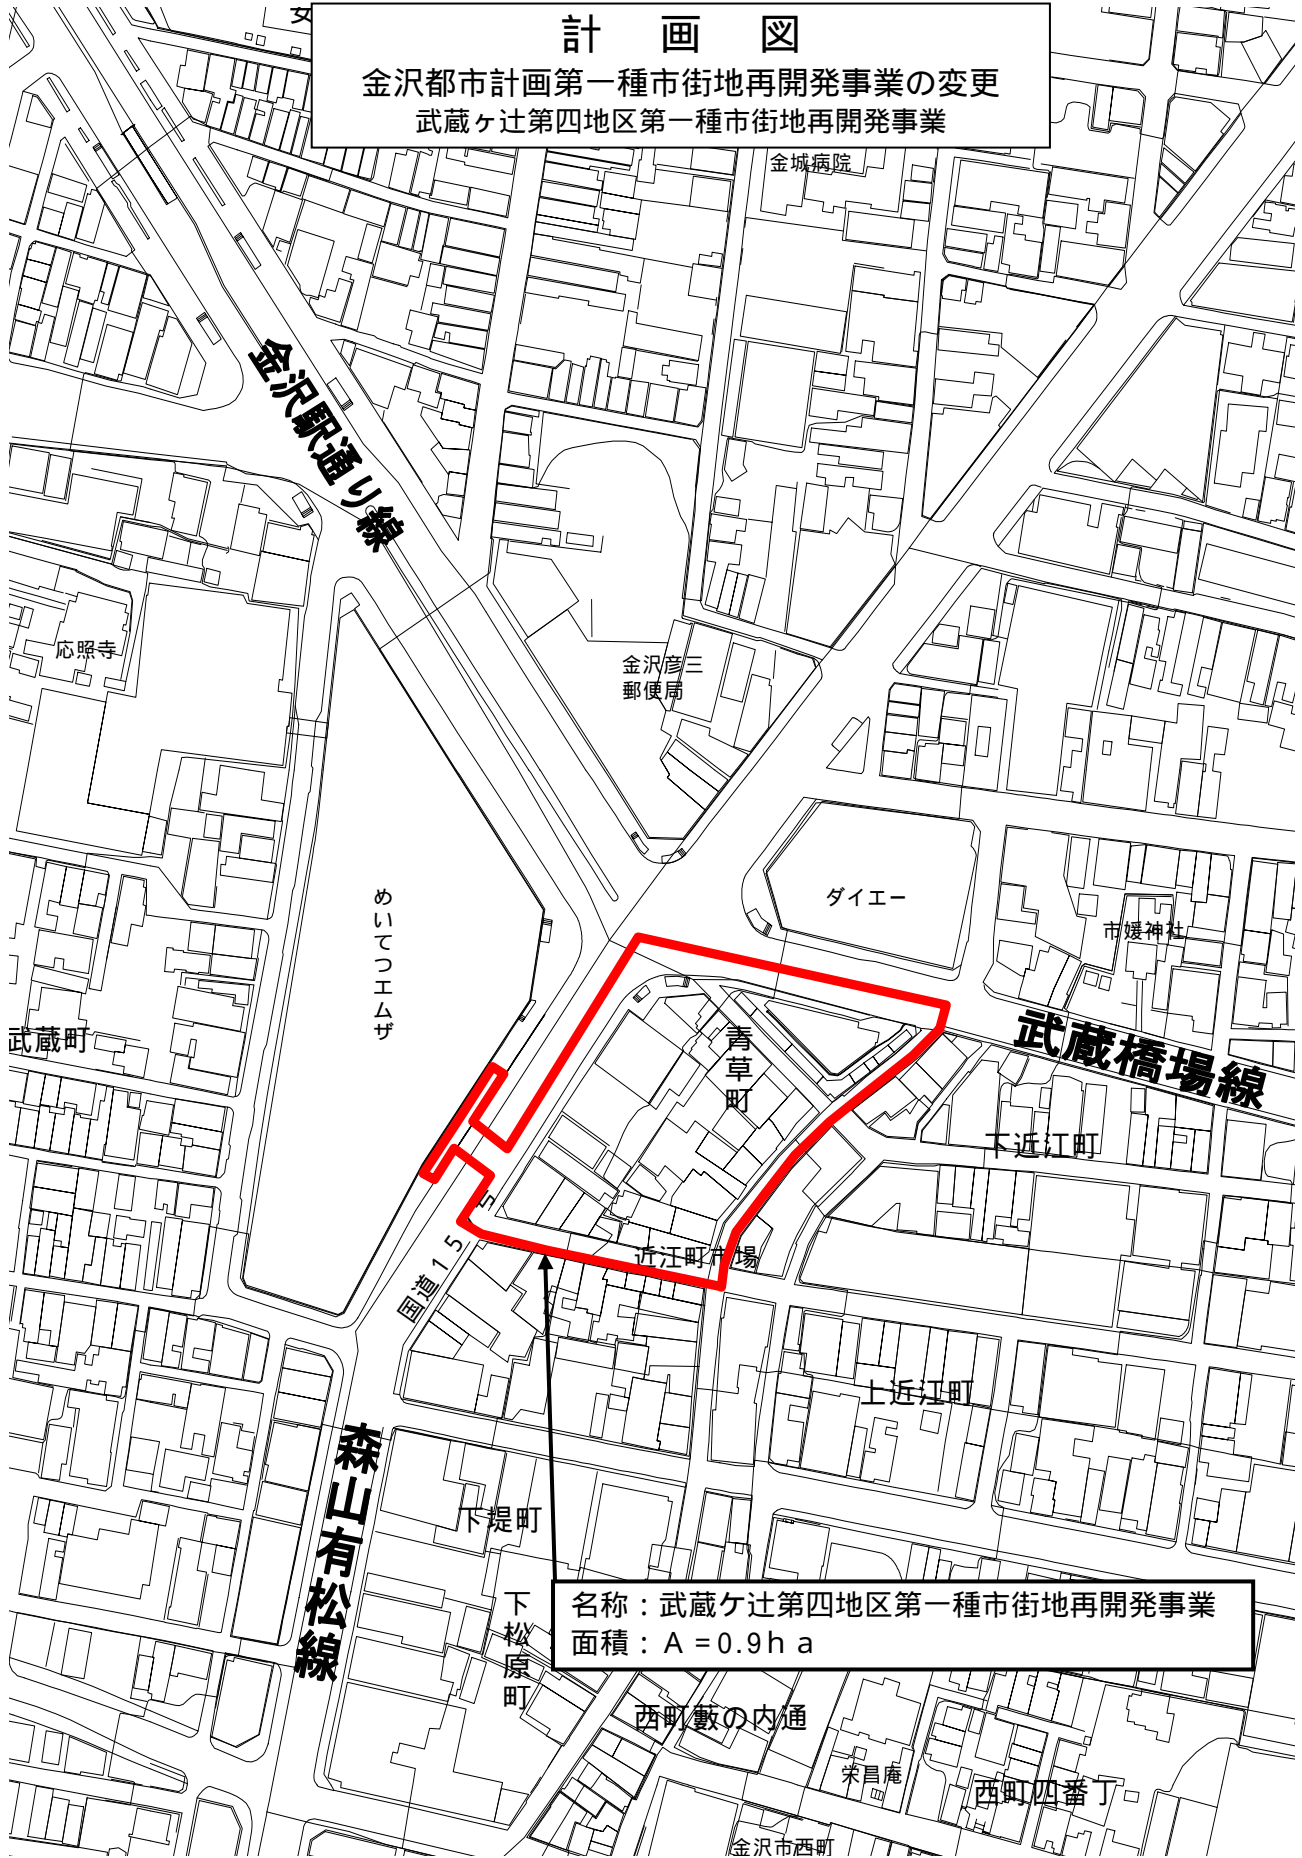 計画図
金沢都市計画第一種市街地再開発事業の変更
武蔵ヶ辻第四地区第一種市街地再開発事業
金城病院
金沢駅通り線
応照寺
金沢彦三
郵便局
めいてつエムザ
ダイエー
市媛神社
武蔵町
青草町
武蔵橋場線
下近江町
近江町市場
国道15
上近江町
森山有松線
下堤町
下松原町
名称：武蔵ケ辻第四地区第一種市街地再開発事業
面積：A=0.9ha
西町藪の内通
栄昌庵
西町四番丁
金沢市西町